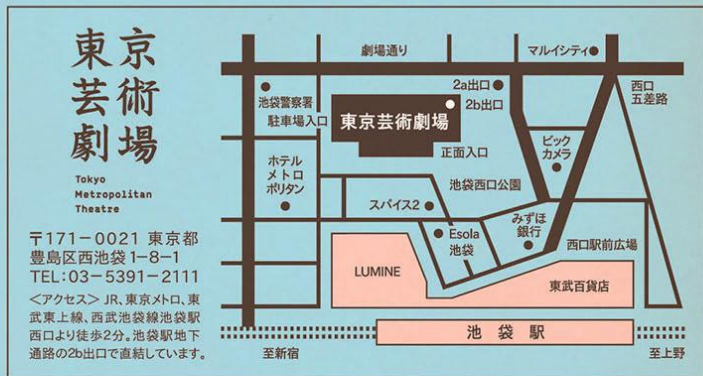 東京
芸術
劇場
Tokyo
Metropolitan
Theatre
〒171-0021 東京都
豊島区西池袋1-8-1
TEL:03-5391-2111
<アクセス> JR、東京メトロ、東
武東上線、西武池袋線池袋駅
西口より徒歩2分。池袋駅地下
通路の2b出口で直結しています。
劇場通り
マルイシティ
池袋警察署
2a出口
2b出口
西口
五差路
駐車場入口
東京芸術劇場
正面入口
ビック
カメラ
ホテル
メトロ
ポリタン
池袋西口公園
スパイス2
みずほ
銀行
Esola
池袋
西口駅前広場
LUMINE
東武百貨店
池袋駅
至新宿
至上野